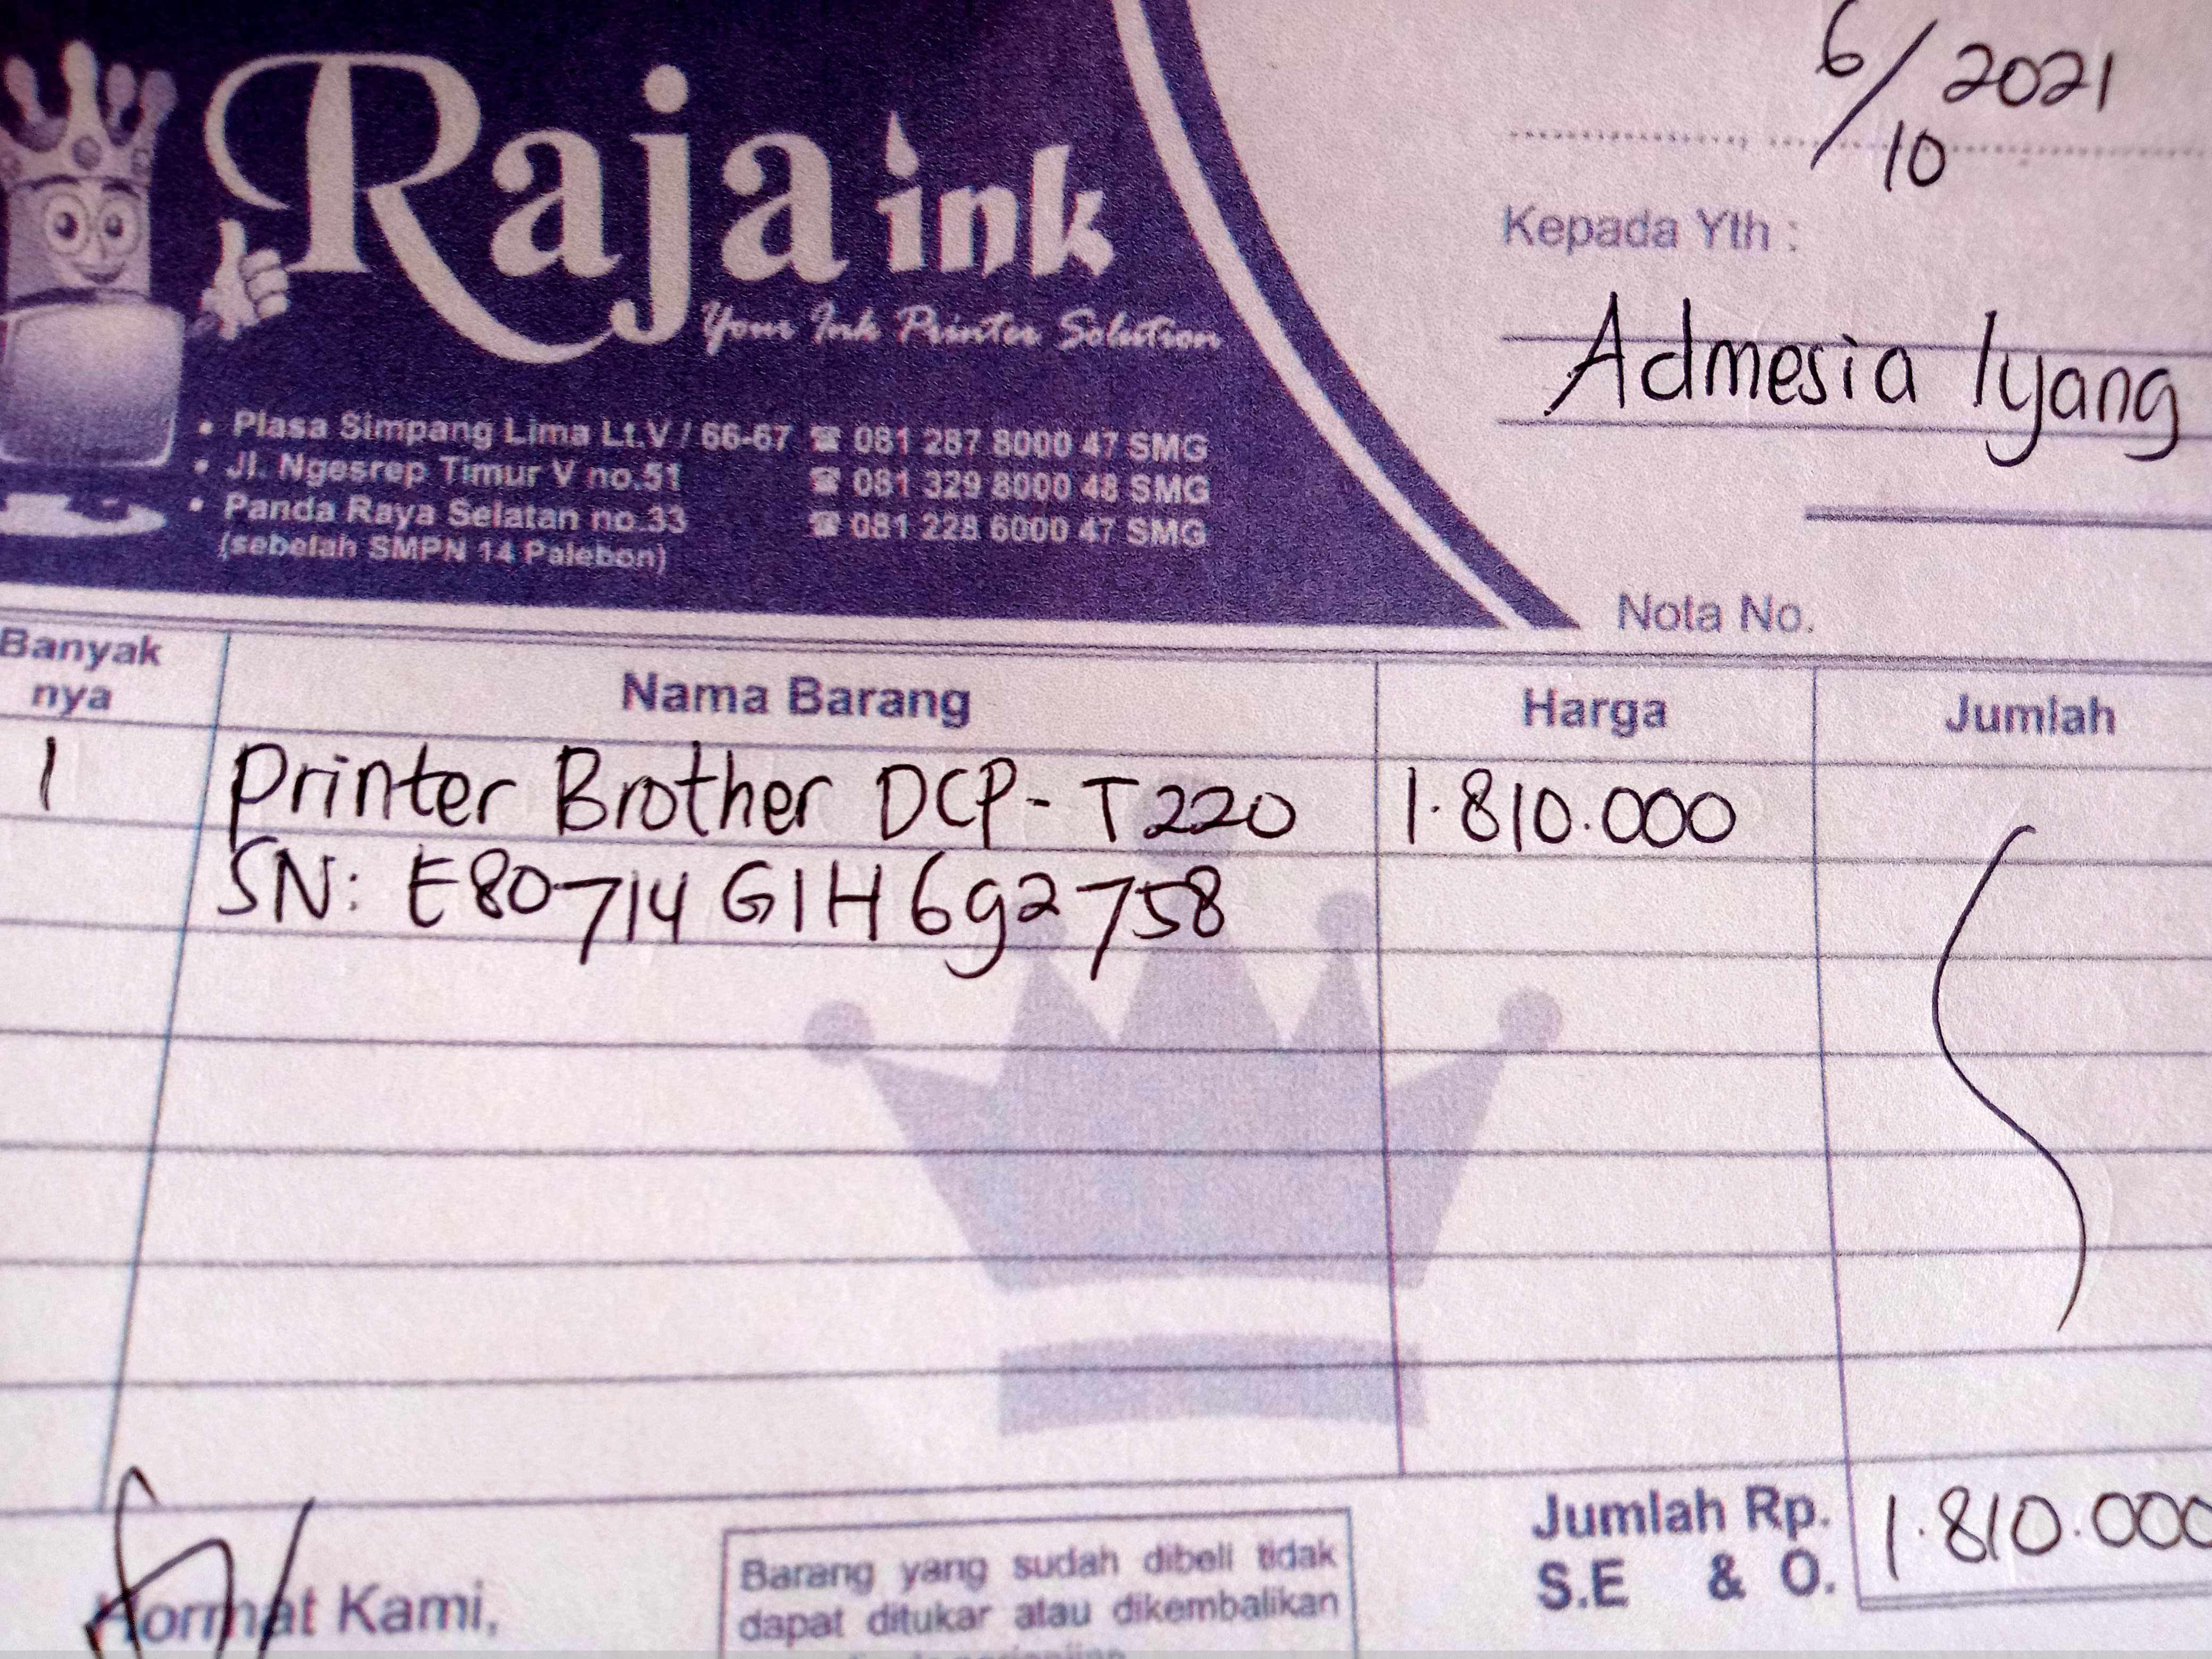 Raja ink
Your Ink Printer Solution
• Plasa Simpang Lima Lt.V / 66-67 ☎ 081 287 8000 47 SMG
• Jl. Ngesrep Timur V no.51 ☎ 081 329 8000 48 SMG
• Panda Raya Selatan no.33 ☎ 081 228 6000 47 SMG
(sebelah SMPN 14 Palebon)
6/10 2021
Kepada Yth :
Admesia Iyang
Nota No.
Banyak nya Nama Barang Harga Jumlah
1 Printer Brother DCP-T220 1.810.000
SN: E80714G1H6g2758
Jumlah Rp. 1.810.000
S.E & O.
Hormat Kami,
Barang yang sudah dibeli tidak
dapat ditukar atau dikembalikan